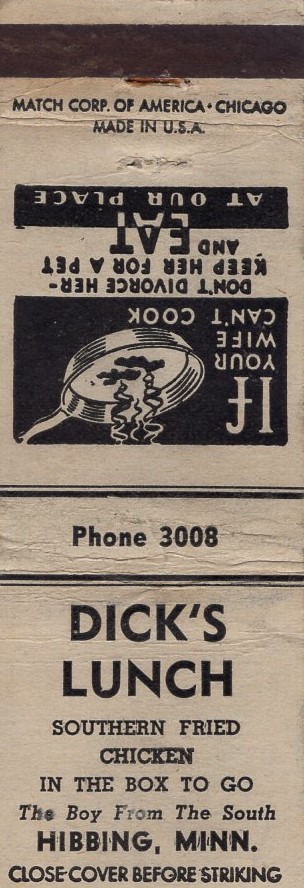 MATCH CORP. OF AMERICA • CHICAGO
MADE IN U.S.A.
If YOUR
WIFE
CAN'T COOK
DON'T DIVORCE HER-
KEEP HER FOR A PET
AND EAT
AT OUR PLACE
Phone 3008
DICK'S
LUNCH
SOUTHERN FRIED
CHICKEN
IN THE BOX TO GO
The Boy From The South
HIBBING, MINN.
CLOSE COVER BEFORE STRIKING